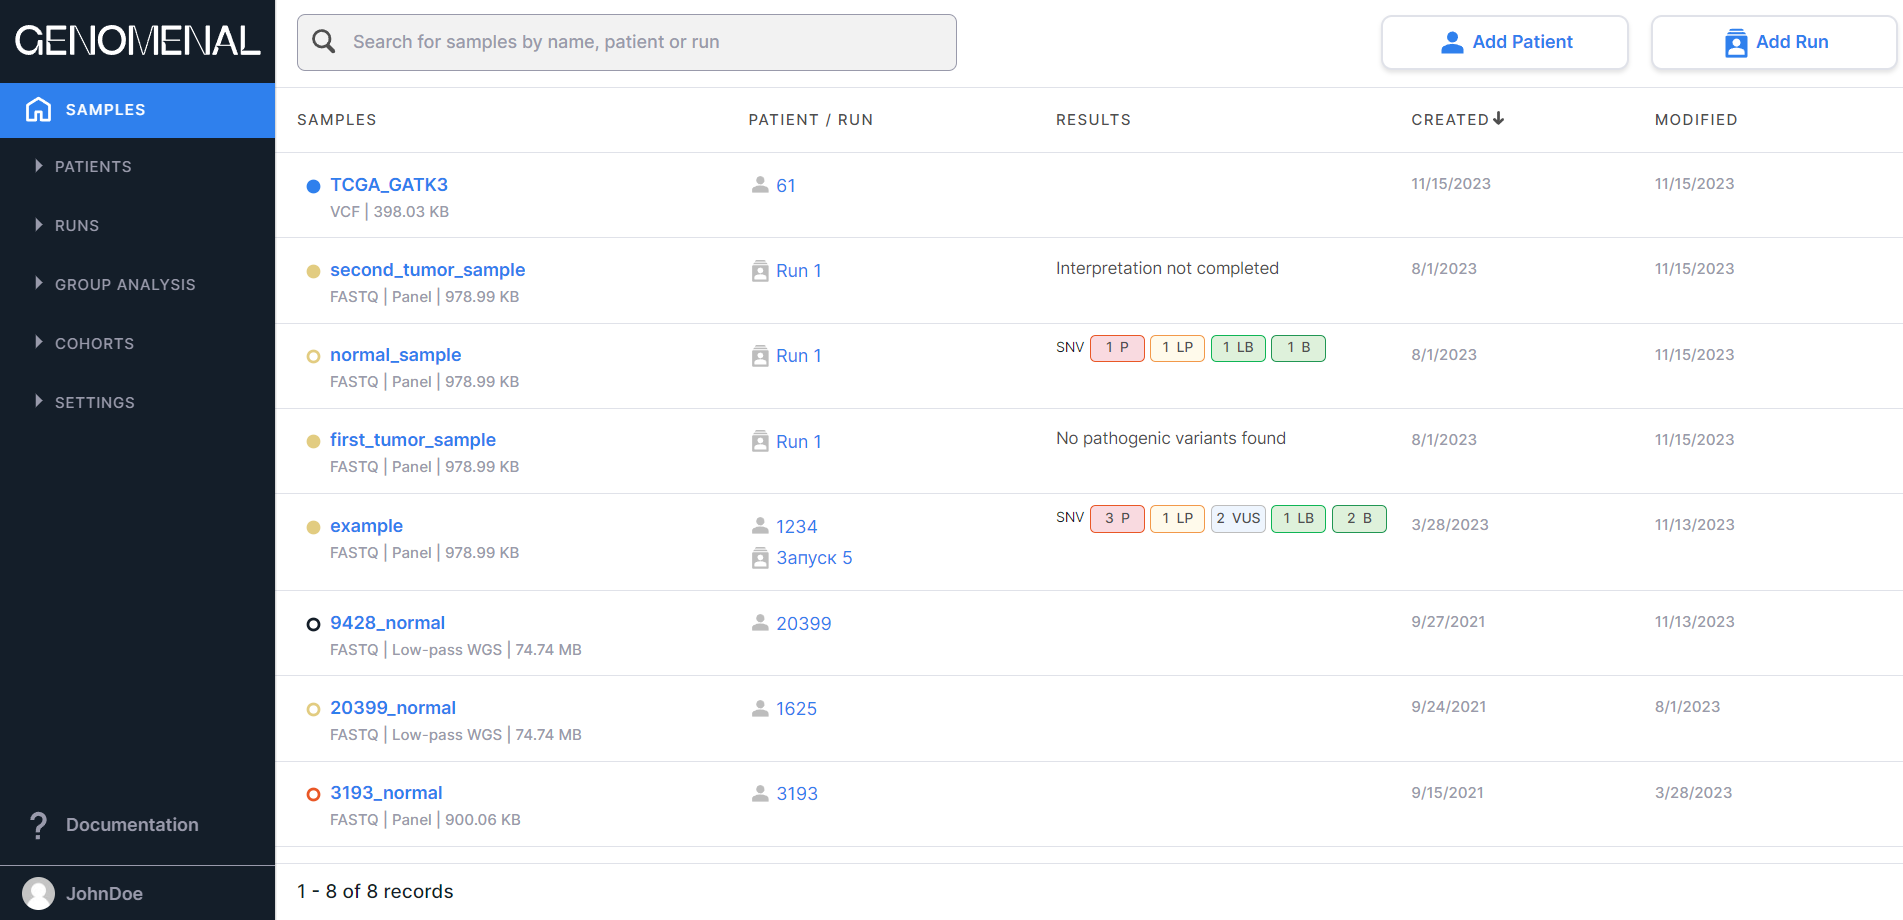 GENOMENAL
Search for samples by name, patient or run
Add Patient
Add Run
SAMPLES
PATIENTS
RUNS
GROUP ANALYSIS
COHORTS
SETTINGS
Documentation
JohnDoe
SAMPLES PATIENT / RUN RESULTS CREATED MODIFIED
TCGA_GATK3 61 11/15/2023 11/15/2023
VCF | 398.03 KB
second_tumor_sample Run 1 Interpretation not completed 8/1/2023 11/15/2023
FASTQ | Panel | 978.99 KB
normal_sample Run 1 SNV 1 P 1 LP 1 LB 1 B 8/1/2023 11/15/2023
FASTQ | Panel | 978.99 KB
first_tumor_sample Run 1 No pathogenic variants found 8/1/2023 11/15/2023
FASTQ | Panel | 978.99 KB
example 1234 SNV 3 P 1 LP 2 VUS 1 LB 2 B 3/28/2023 11/13/2023
FASTQ | Panel | 978.99 KB Запуск 5
9428_normal 20399 9/27/2021 11/13/2023
FASTQ | Low-pass WGS | 74.74 MB
20399_normal 1625 9/24/2021 8/1/2023
FASTQ | Low-pass WGS | 74.74 MB
3193_normal 3193 9/15/2021 3/28/2023
FASTQ | Panel | 900.06 KB
1 - 8 of 8 records